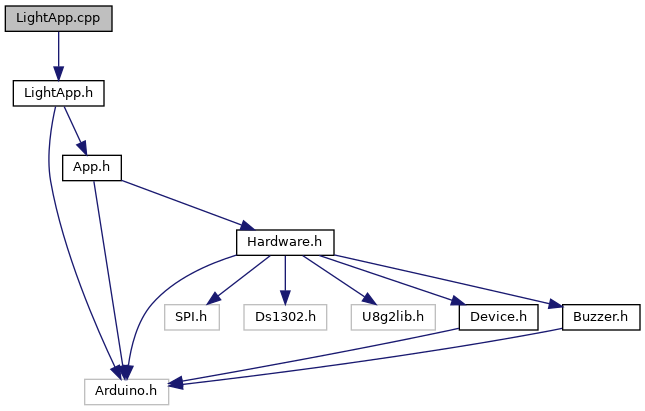 LightApp.cpp
LightApp.h
App.h
Hardware.h
SPI.h
Ds1302.h
U8g2lib.h
Device.h
Buzzer.h
Arduino.h